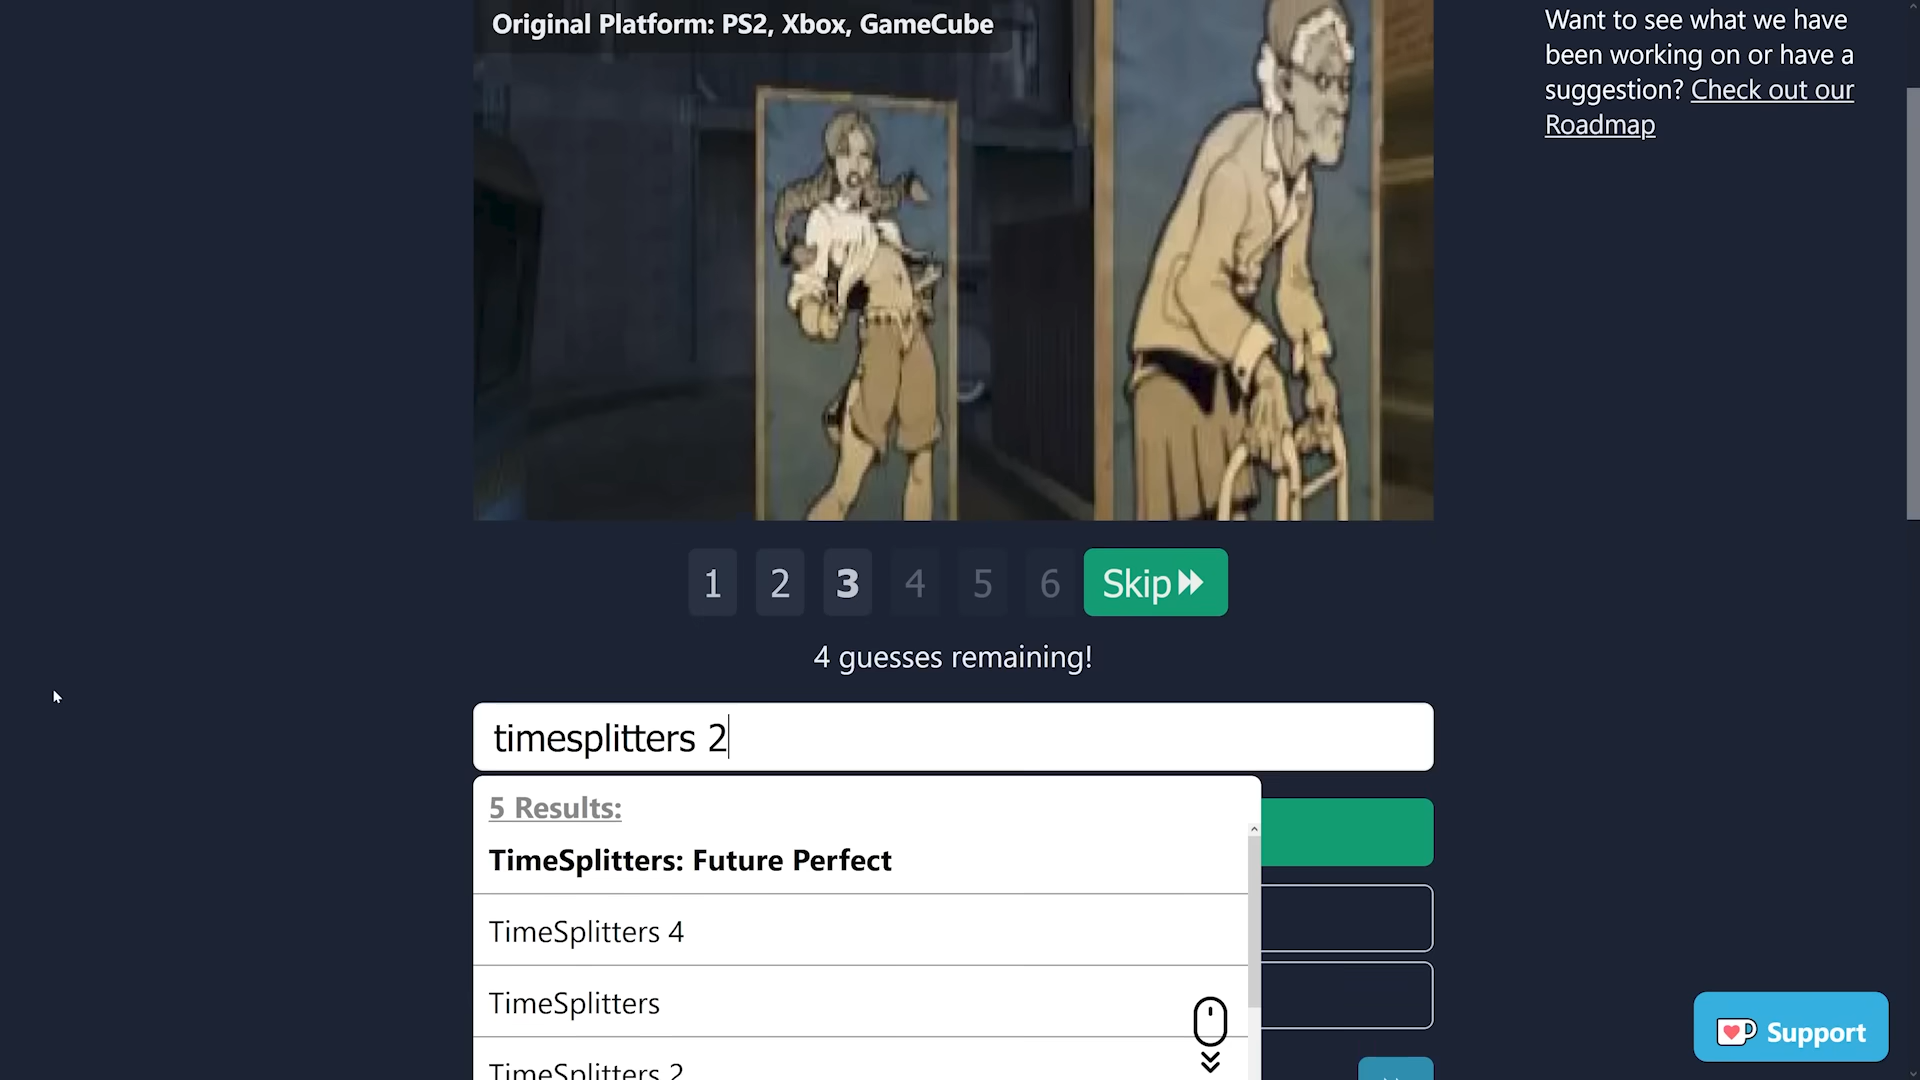 Original Platform: PS2, Xbox, GameCube
Want to see what we have
been working on or have a
suggestion? Check out our
Roadmap
1 2 3 4 5 6 Skip
4 guesses remaining!
timesplitters 2
5 Results:
TimeSplitters: Future Perfect
TimeSplitters 4
TimeSplitters
TimeSplitters 2
Support